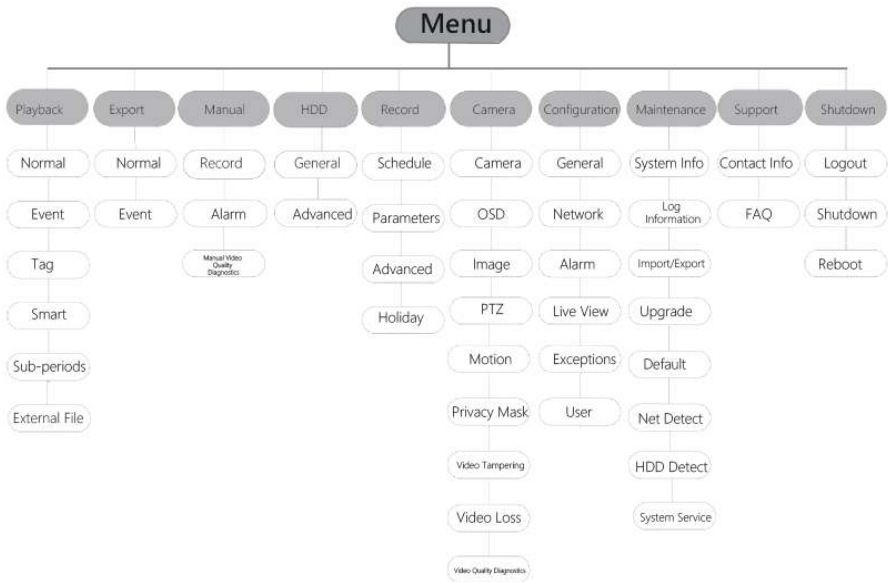 Menu
Playback
Export
Manual
HDD
Record
Camera
Configuration
Maintenance
Support
Shutdown
Normal
Event
Tag
Smart
Sub-periods
External File
Normal
Event
Record
Alarm
Manual Video
Quality
Diagnostics
General
Advanced
Schedule
Parameters
Advanced
Holiday
Camera
OSD
Image
PTZ
Motion
Privacy Mask
Video Tampering
Video Loss
Video Quality Diagnostics
General
Network
Alarm
Live View
Exceptions
User
System Info
Log
Information
Import/Export
Upgrade
Default
Net Detect
HDD Detect
System Service
Contact Info
FAQ
Logout
Shutdown
Reboot